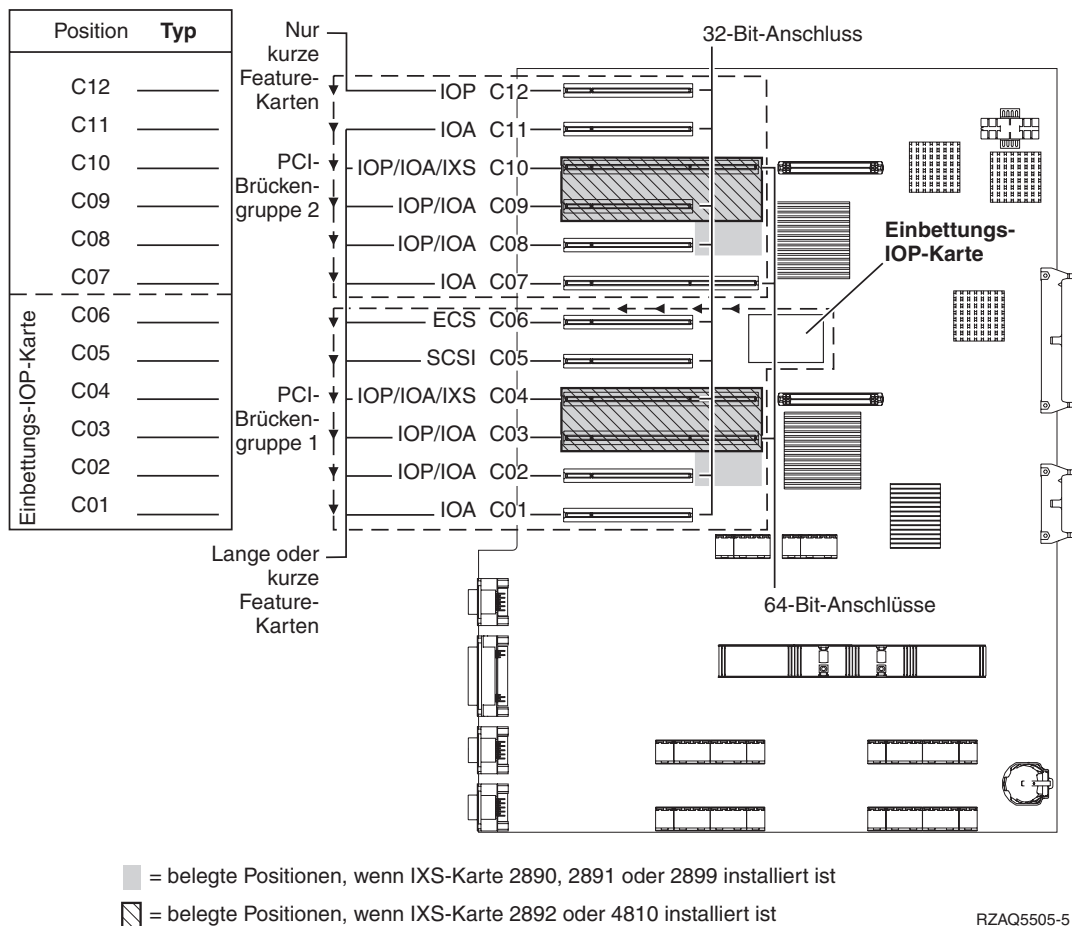 Position Typ
C12
C11
C10
C09
C08
C07
C06
C05
C04
C03
C02
C01
Einbettungs-IOP-Karte
Nur
kurze
Feature-
Karten
PCI-
Brücken-
gruppe 2
PCI-
Brücken-
gruppe 1
Lange oder
kurze
Feature-
Karten
IOP C12
IOA C11
IOP/IOA/IXS C10
IOP/IOA C09
IOP/IOA C08
IOA C07
ECS C06
SCSI C05
IOP/IOA/IXS C04
IOP/IOA C03
IOP/IOA C02
IOA C01
32-Bit-Anschluss
Einbettungs-
IOP-Karte
64-Bit-Anschlüsse
= belegte Positionen, wenn IXS-Karte 2890, 2891 oder 2899 installiert ist
= belegte Positionen, wenn IXS-Karte 2892 oder 4810 installiert ist
RZAQ5505-5